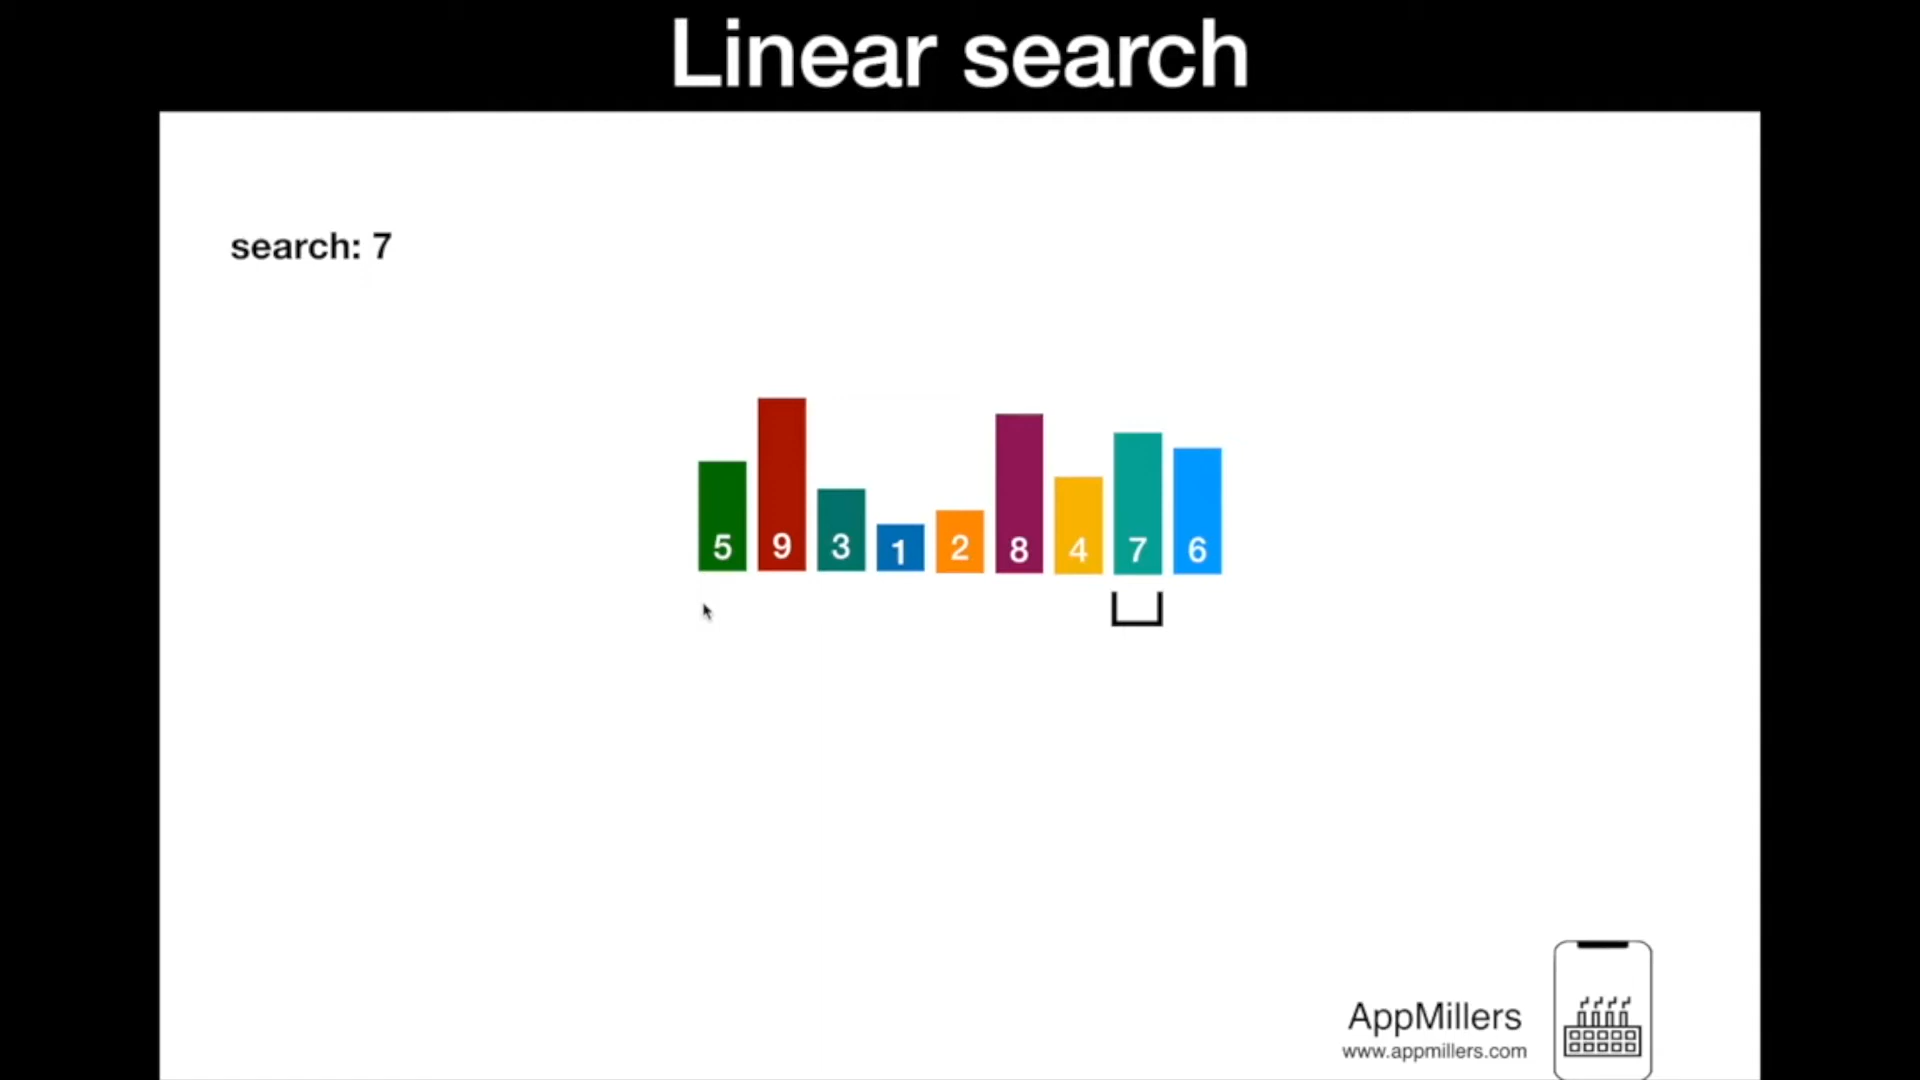 Linear search
search: 7
5 9 3 1 2 8 4 7 6
AppMillers
www.appmillers.com